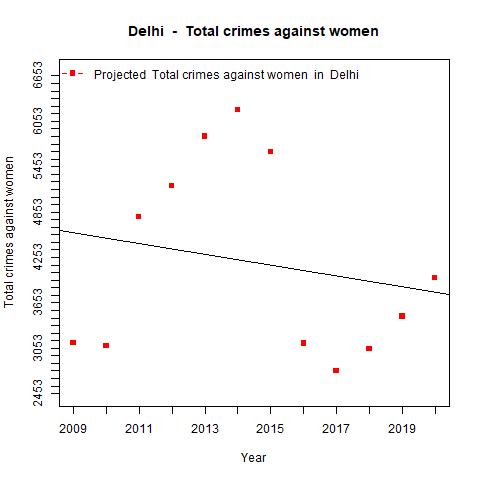 Delhi - Total crimes against women
Projected Total crimes against women in Delhi
Total crimes against women
6653
6053
5453
4853
4253
3653
3053
2453
2009 2011 2013 2015 2017 2019
Year